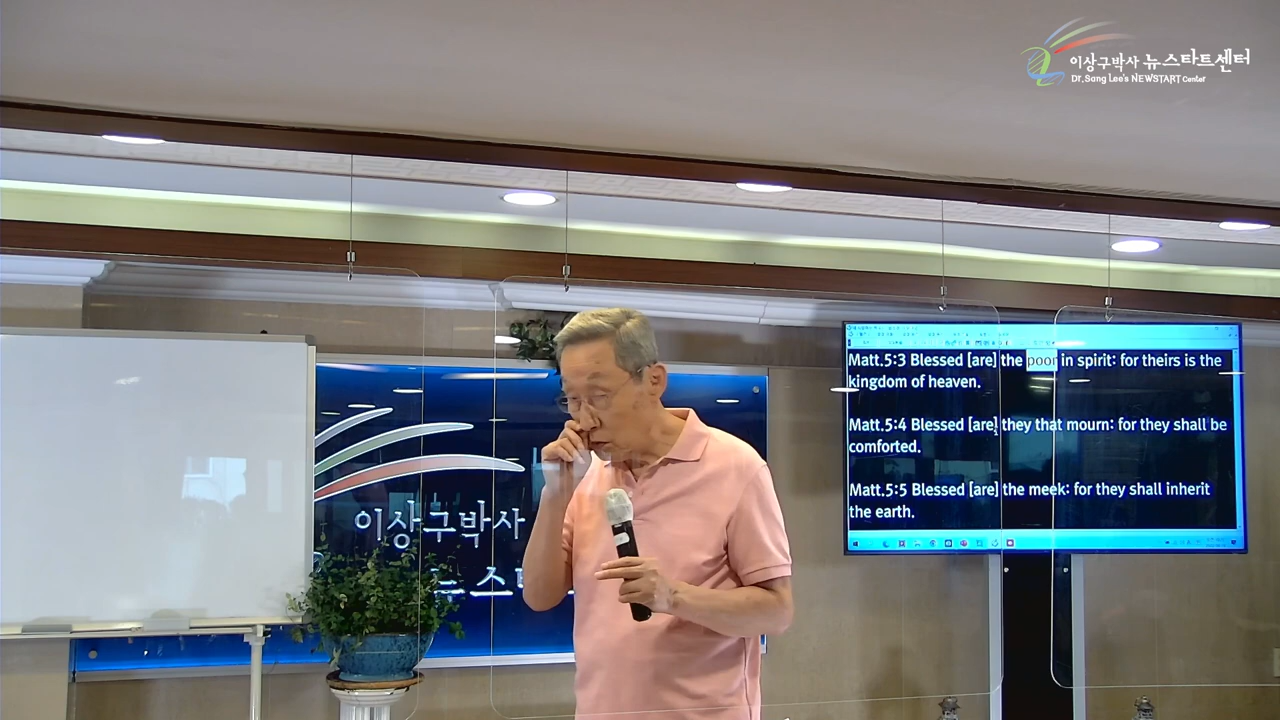 이상구박사 뉴스타트센터
Dr. Sang Lee's NEWSTART Center
Matt.5:3 Blessed [are] the poor in spirit: for theirs is the
kingdom of heaven.
Matt.5:4 Blessed [are] they that mourn: for they shall be
comforted.
Matt.5:5 Blessed [are] the meek: for they shall inherit
the earth.
이상구박사
뉴스